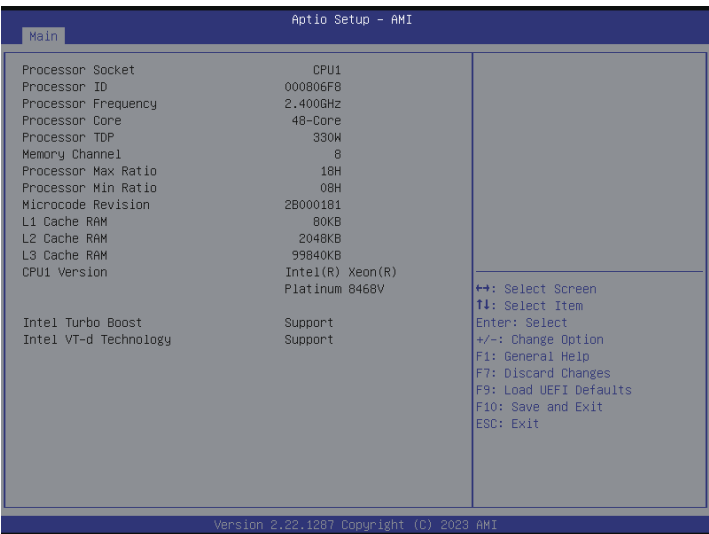 Aptio Setup – AMI
Main
Processor Socket CPU1
Processor ID 000806F8
Processor Frequency 2.400GHz
Processor Core 48-Core
Processor TDP 330W
Memory Channel 8
Processor Max Ratio 18H
Processor Min Ratio 08H
Microcode Revision 2B000181
L1 Cache RAM 80KB
L2 Cache RAM 2048KB
L3 Cache RAM 99840KB
CPU1 Version Intel(R) Xeon(R)
Platinum 8468V
Intel Turbo Boost Support
Intel VT-d Technology Support
↔: Select Screen
↑↓: Select Item
Enter: Select
+/-: Change Option
F1: General Help
F7: Discard Changes
F9: Load UEFI Defaults
F10: Save and Exit
ESC: Exit
Version 2.22.1287 Copyright (C) 2023 AMI